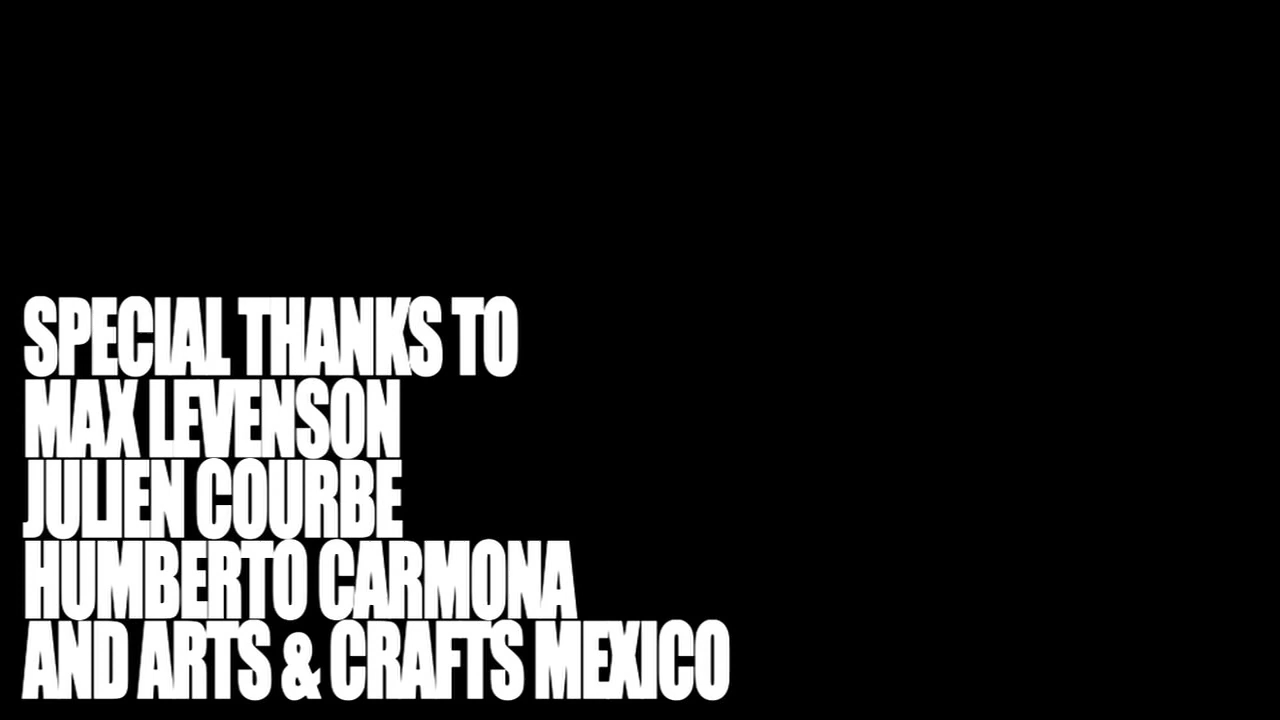 SPECIAL THANKS TO
MAX LEVENSON
JULIEN COURBE
HUMBERTO CARMONA
AND ARTS & CRAFTS MEXICO